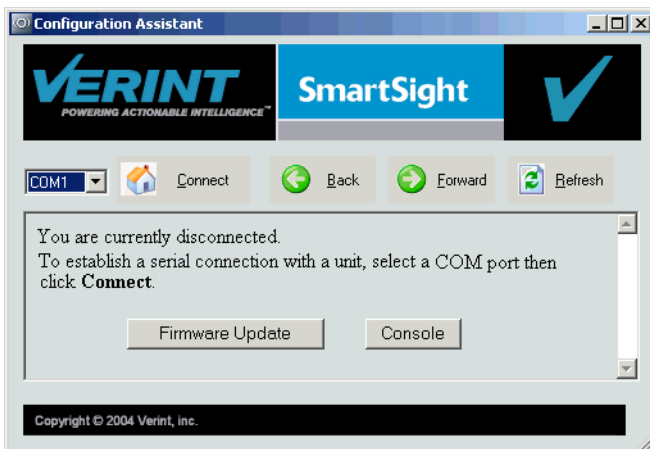 Configuration Assistant
VERINT
POWERING ACTIONABLE INTELLIGENCE™
SmartSight
COM1 Connect Back Forward Refresh
You are currently disconnected.
To establish a serial connection with a unit, select a COM port then
click Connect.
Firmware Update Console
Copyright © 2004 Verint, inc.